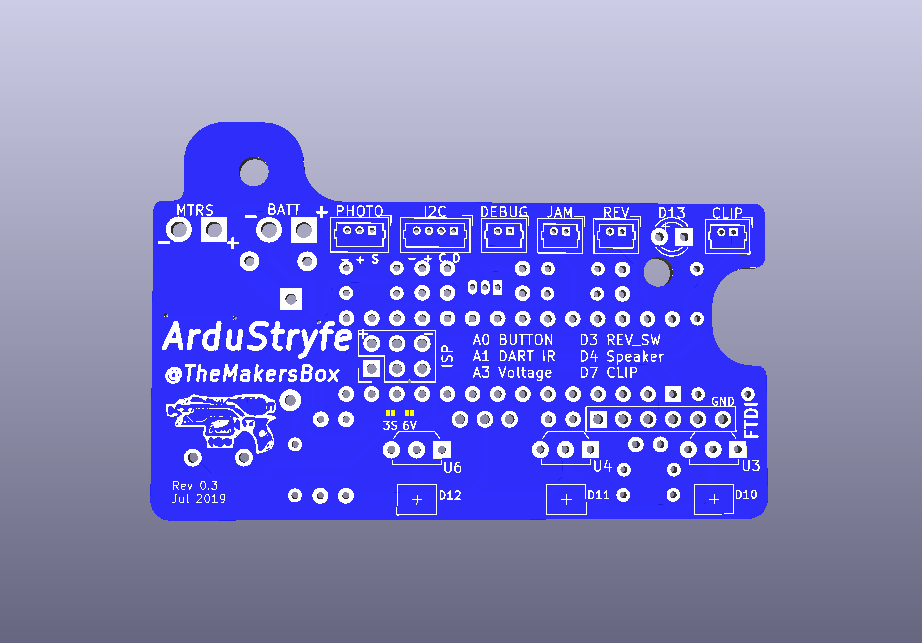 MTRS
BATT
PHOTO
I2C
DEBUG
JAM
REV
D13
CLIP
- + - +
- + S
- + C D
ArduStryfe
@TheMakersBox
+ -
ISP
A0 BUTTON
A1 DART IR
A3 Voltage
D3 REV_SW
D4 Speaker
D7 CLIP
GND
FTDI
3S 6V
U6
U4
U3
Rev 0.3
Jul 2019
D12
D11
D10